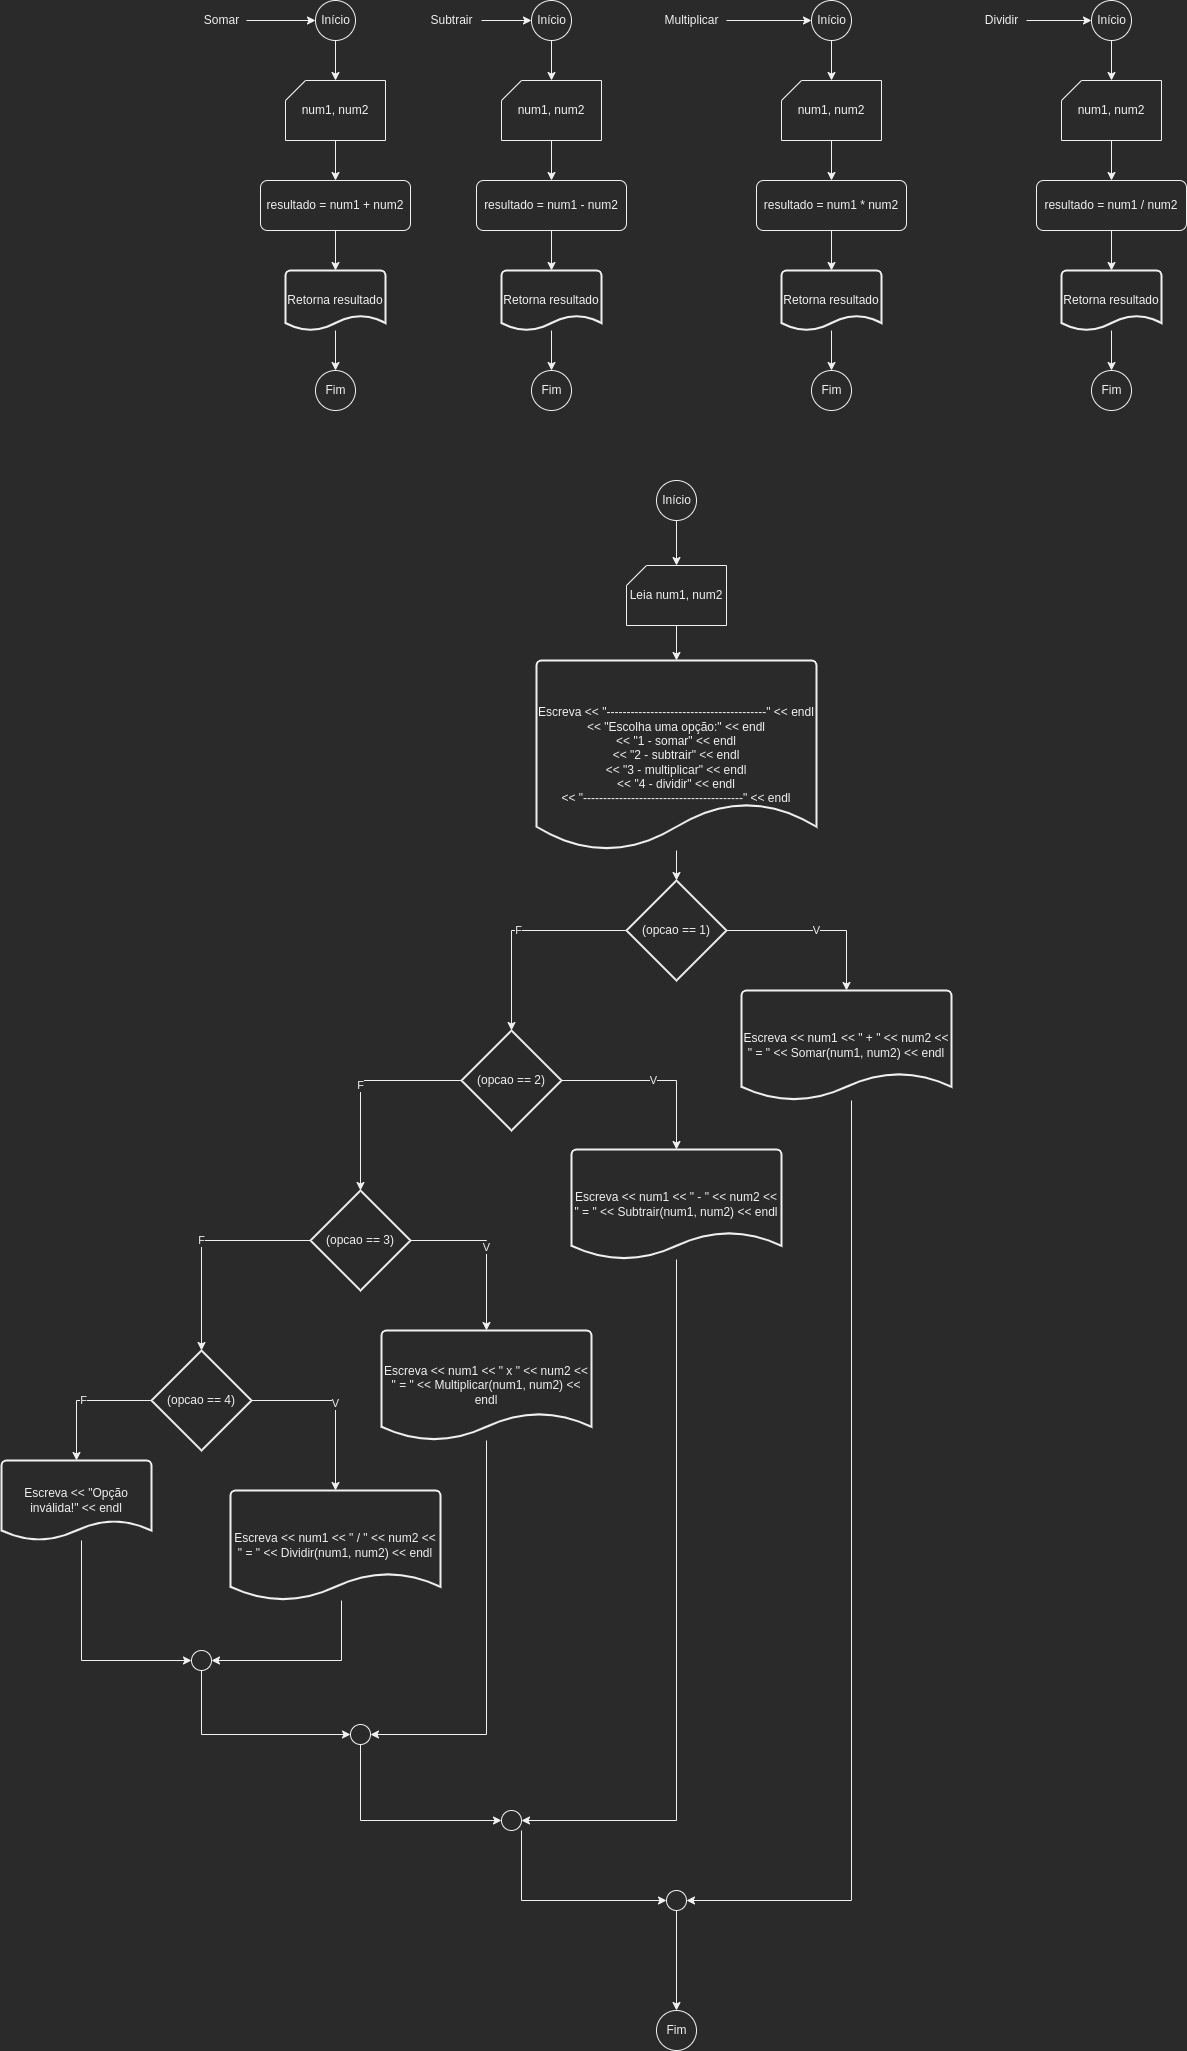 Somar
Início
Subtrair
Início
Multiplicar
Início
Dividir
Início
num1, num2
num1, num2
num1, num2
num1, num2
resultado = num1 + num2
resultado = num1 - num2
resultado = num1 * num2
resultado = num1 / num2
Retorna resultado
Retorna resultado
Retorna resultado
Retorna resultado
Fim
Fim
Fim
Fim
Início
Leia num1, num2
Escreva << "----------------------------------------" << endl
<< "Escolha uma opção:" << endl
<< "1 - somar" << endl
<< "2 - subtrair" << endl
<< "3 - multiplicar" << endl
<< "4 - dividir" << endl
<< "----------------------------------------" << endl
F
(opcao == 1)
V
Escreva << num1 << " + " << num2 <<
" = " << Somar(num1, num2) << endl
F
(opcao == 2)
V
Escreva << num1 << " - " << num2 <<
" = " << Subtrair(num1, num2) << endl
F
(opcao == 3)
V
Escreva << num1 << " x " << num2 <<
" = " << Multiplicar(num1, num2) <<
endl
F
(opcao == 4)
V
Escreva << "Opção
inválida!" << endl
Escreva << num1 << " / " << num2 <<
" = " << Dividir(num1, num2) << endl
Fim